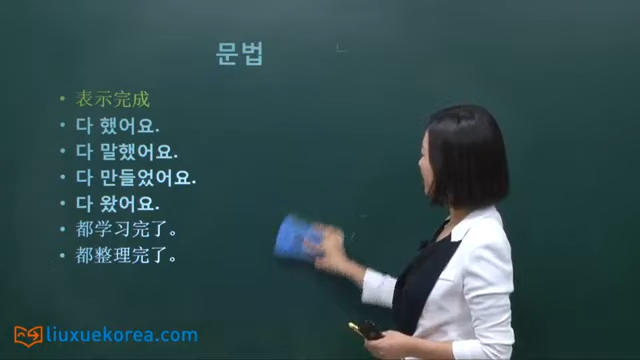 문법
• 表示完成
• 다 했어요.
• 다 말했어요.
• 다 만들었어요.
• 다 왔어요.
• 都学习完了。
• 都整理完了。
liuxuekorea.com